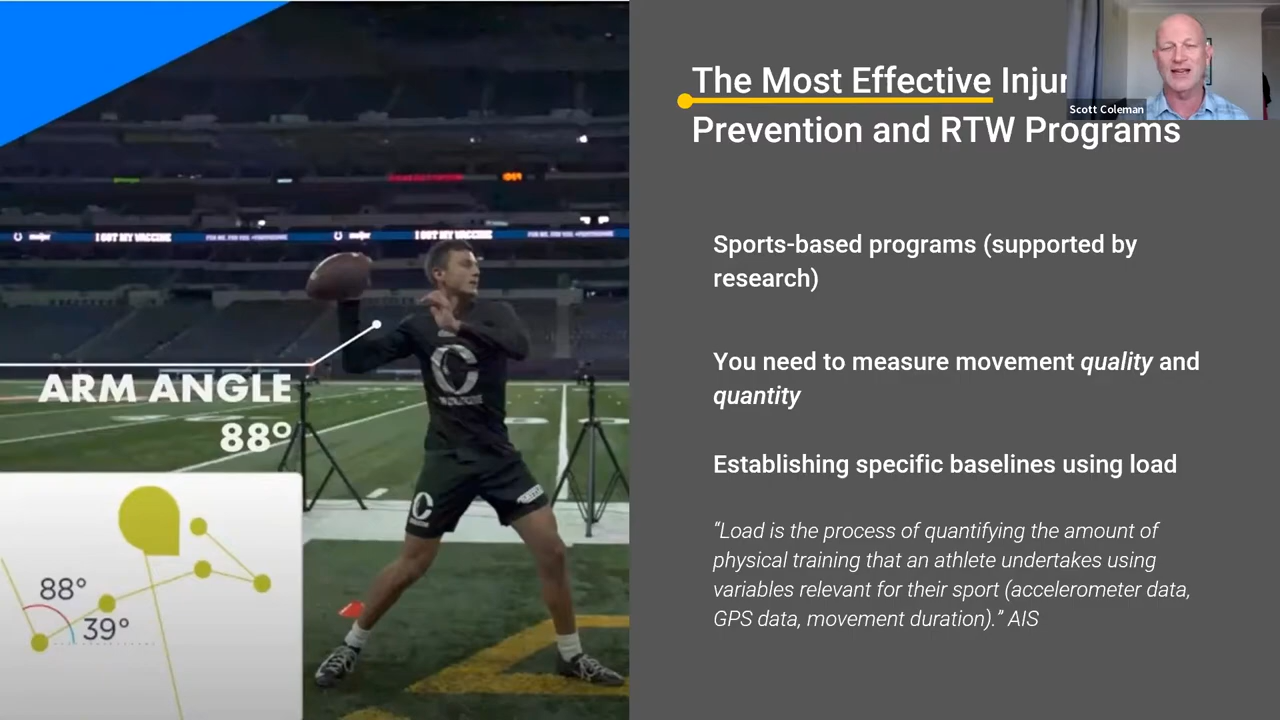 The Most Effective Injur
Prevention and RTW Programs
Scott Coleman
Sports-based programs (supported by
research)
You need to measure movement quality and
quantity
Establishing specific baselines using load
“Load is the process of quantifying the amount of
physical training that an athlete undertakes using
variables relevant for their sport (accelerometer data,
GPS data, movement duration).” AIS
I GOT MY VACCINE
I GOT MY VACCINE
ARM ANGLE
88°
88°
39°